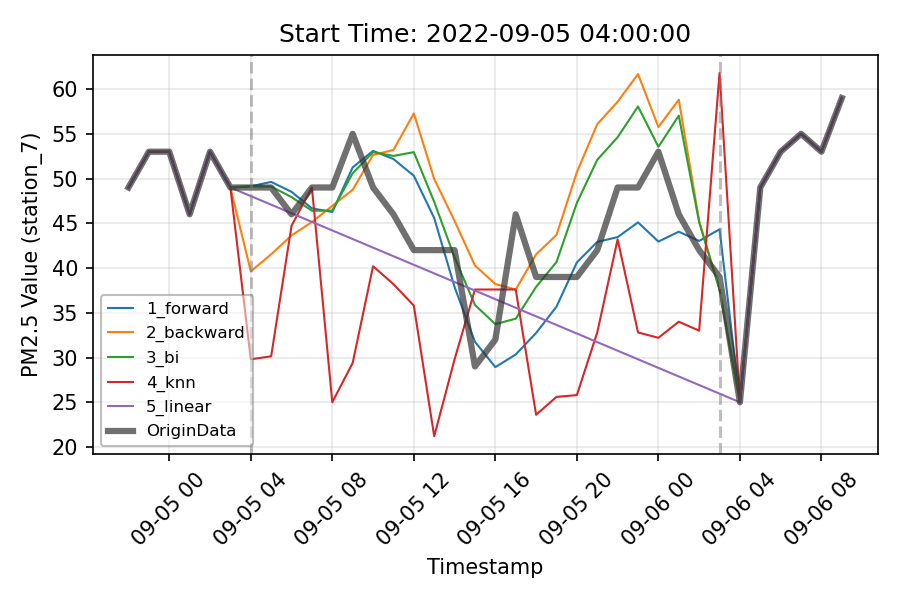 Start Time: 2022-09-05 04:00:00
PM2.5 Value (station_7)
60
55
50
45
40
35
30
25
20
1_forward
2_backward
3_bi
4_knn
5_linear
OriginData
09-05 00
09-05 04
09-05 08
09-05 12
09-05 16
09-05 20
09-06 00
09-06 04
09-06 08
Timestamp